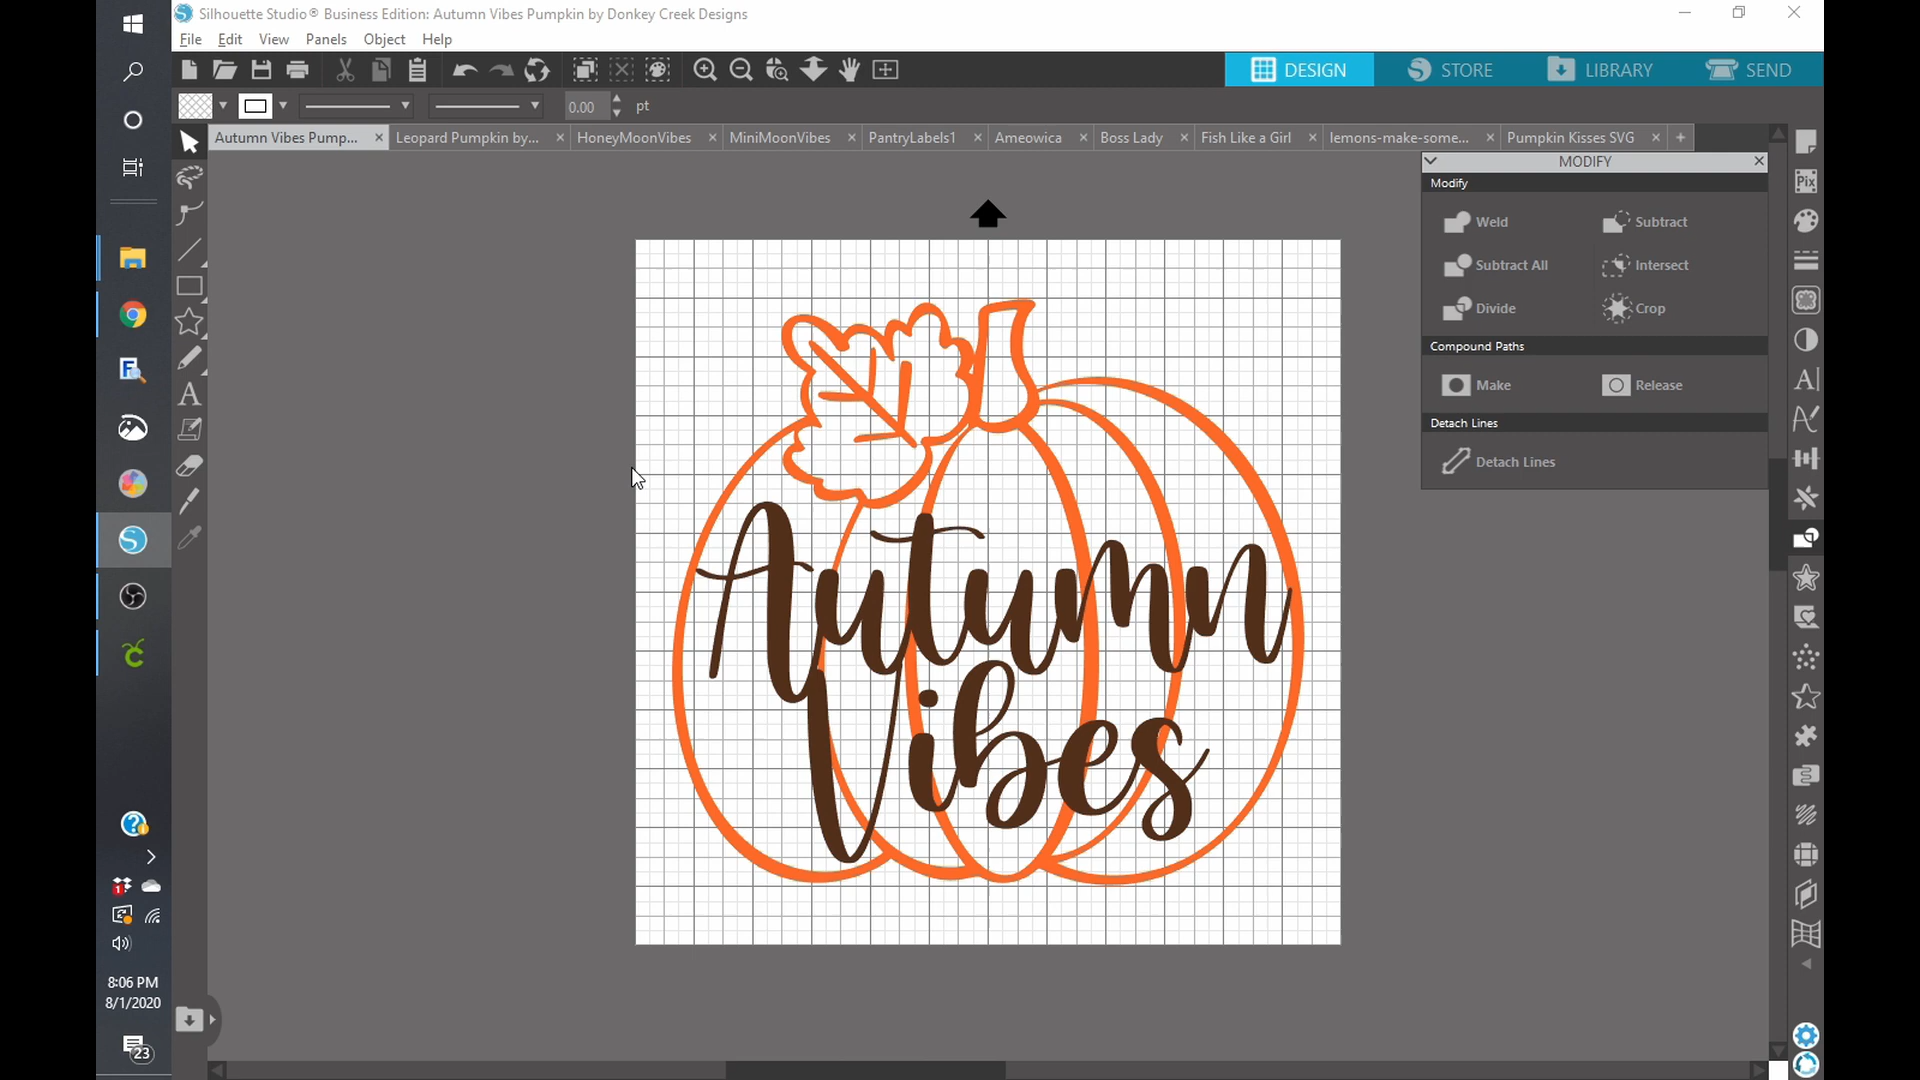 Silhouette Studio® Business Edition: Autumn Vibes Pumpkin by Donkey Creek Designs
File Edit View Panels Object Help
DESIGN STORE LIBRARY SEND
0.00 pt
Autumn Vibes Pump... Leopard Pumpkin by... HoneyMoonVibes MiniMoonVibes PantryLabels1 Ameowica Boss Lady Fish Like a Girl lemons-make-some... Pumpkin Kisses SVG
MODIFY
Modify
Weld Subtract
Subtract All Intersect
Divide Crop
Compound Paths
Make Release
Detach Lines
Detach Lines
Pix
Autumn
Vibes
1
8:06 PM
8/1/2020
23